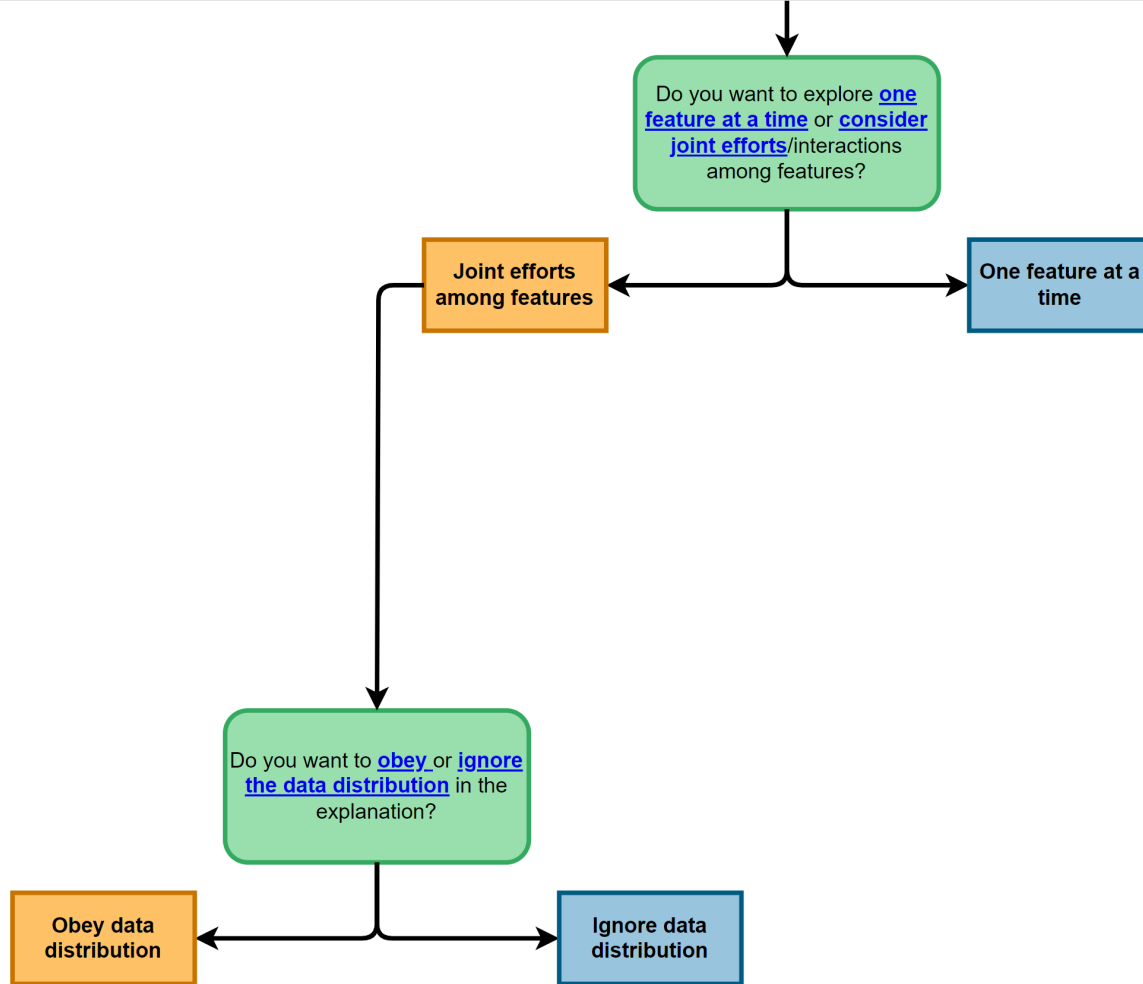 Do you want to explore one
feature at a time or consider
joint efforts/interactions
among features?
Joint efforts
among features
One feature at a
time
Do you want to obey or ignore
the data distribution in the
explanation?
Obey data
distribution
Ignore data
distribution